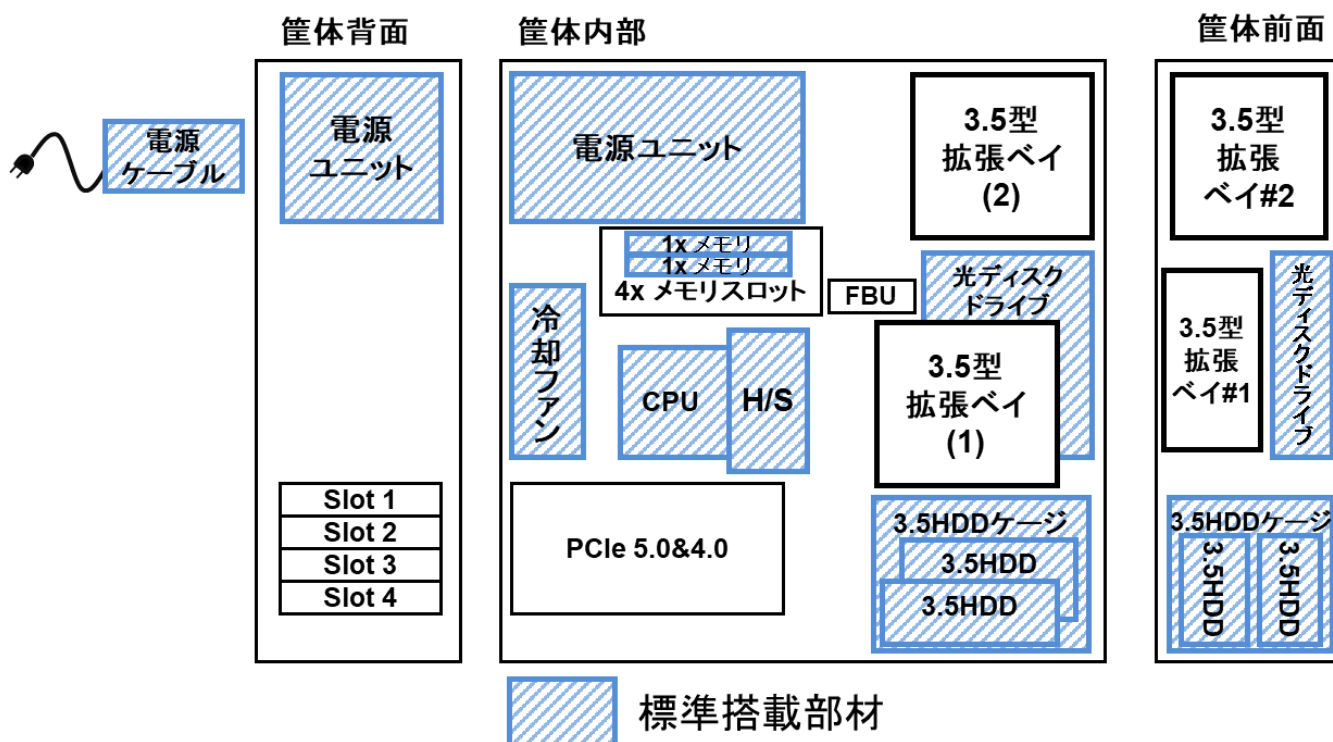 筐体背面
電源
ケーブル
電源
ユニット
Slot 1
Slot 2
Slot 3
Slot 4
筐体内部
電源ユニット
1x メモリ
1x メモリ
4x メモリスロット
FBU
冷却ファン
CPU
H/S
PCIe 5.0&4.0
3.5型
拡張ベイ
(2)
光ディスク
ドライブ
3.5型
拡張ベイ
(1)
3.5HDDケージ
3.5HDD
3.5HDD
筐体前面
3.5型
拡張
ベイ#2
3.5型
拡張
ベイ#1
光ディスクドライブ
3.5HDDケージ
3.5HDD
3.5HDD
標準搭載部材